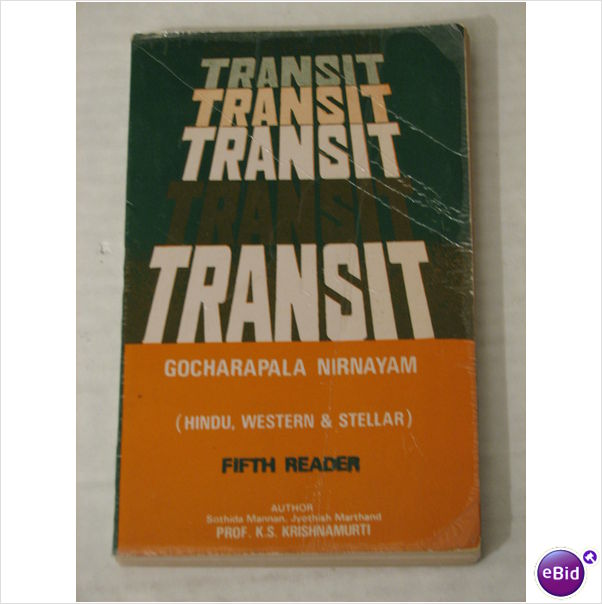 TRANSIT
TRANSIT
TRANSIT
TRANSIT
TRANSIT
GOCHARAPALA NIRNAYAM
(HINDU, WESTERN & STELLAR)
FIFTH READER
AUTHOR
Sothida Mannan, Jyothish Marthand
PROF. K.S. KRISHNAMURTI
eBid